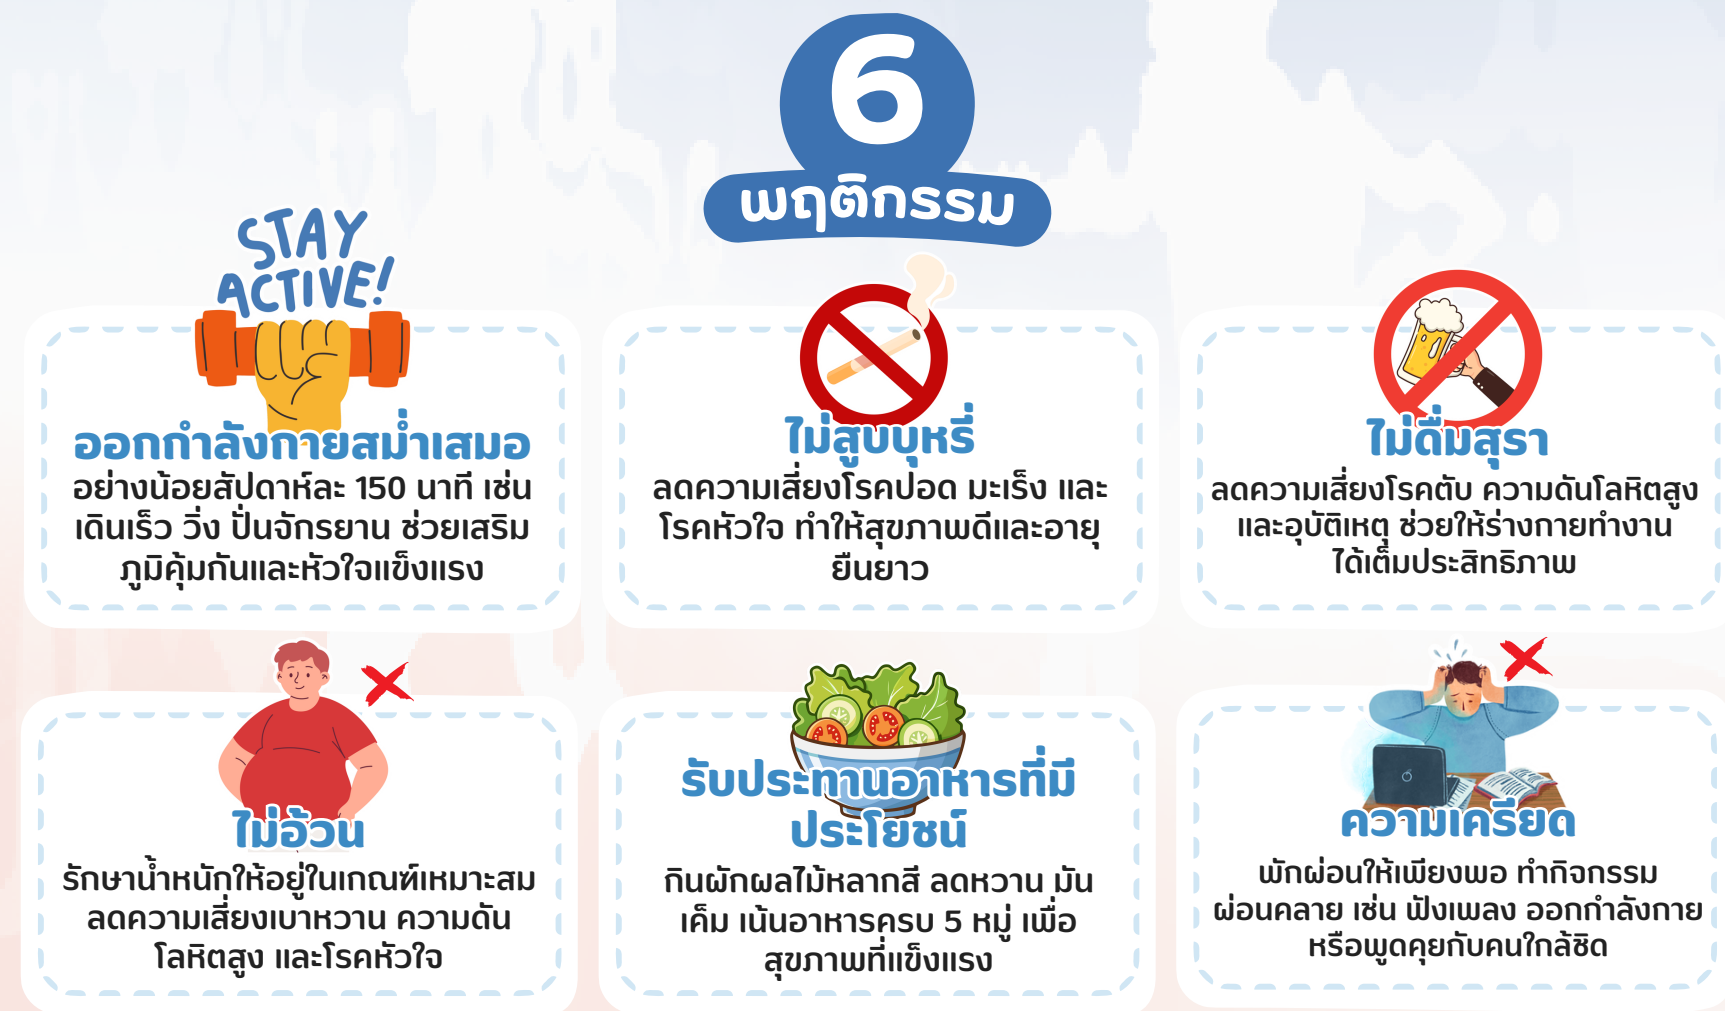 6
พฤติกรรม
STAY
ACTIVE!
ออกกำลังกายสม่ำเสมอ
อย่างน้อยสัปดาห์ละ 150 นาที เช่น
เดินเร็ว วิ่ง ปั่นจักรยาน ช่วยเสริม
ภูมิคุ้มกันและหัวใจแข็งแรง
ไม่สูบบุหรี่
ลดความเสี่ยงโรคปอด มะเร็ง และ
โรคหัวใจ ทำให้สุขภาพดีและอายุ
ยืนยาว
ไม่ดื่มสุรา
ลดความเสี่ยงโรคตับ ความดันโลหิตสูง
และอุบัติเหตุ ช่วยให้ร่างกายทำงาน
ได้เต็มประสิทธิภาพ
ไม่อ้วน
รักษาน้ำหนักให้อยู่ในเกณฑ์เหมาะสม
ลดความเสี่ยงเบาหวาน ความดัน
โลหิตสูง และโรคหัวใจ
รับประทานอาหารที่มี
ประโยชน์
กินผักผลไม้หลากสี ลดหวาน มัน
เค็ม เน้นอาหารครบ 5 หมู่ เพื่อ
สุขภาพที่แข็งแรง
ความเครียด
พักผ่อนให้เพียงพอ ทำกิจกรรม
ผ่อนคลาย เช่น ฟังเพลง ออกกำลังกาย
หรือพูดคุยกับคนใกล้ชิด